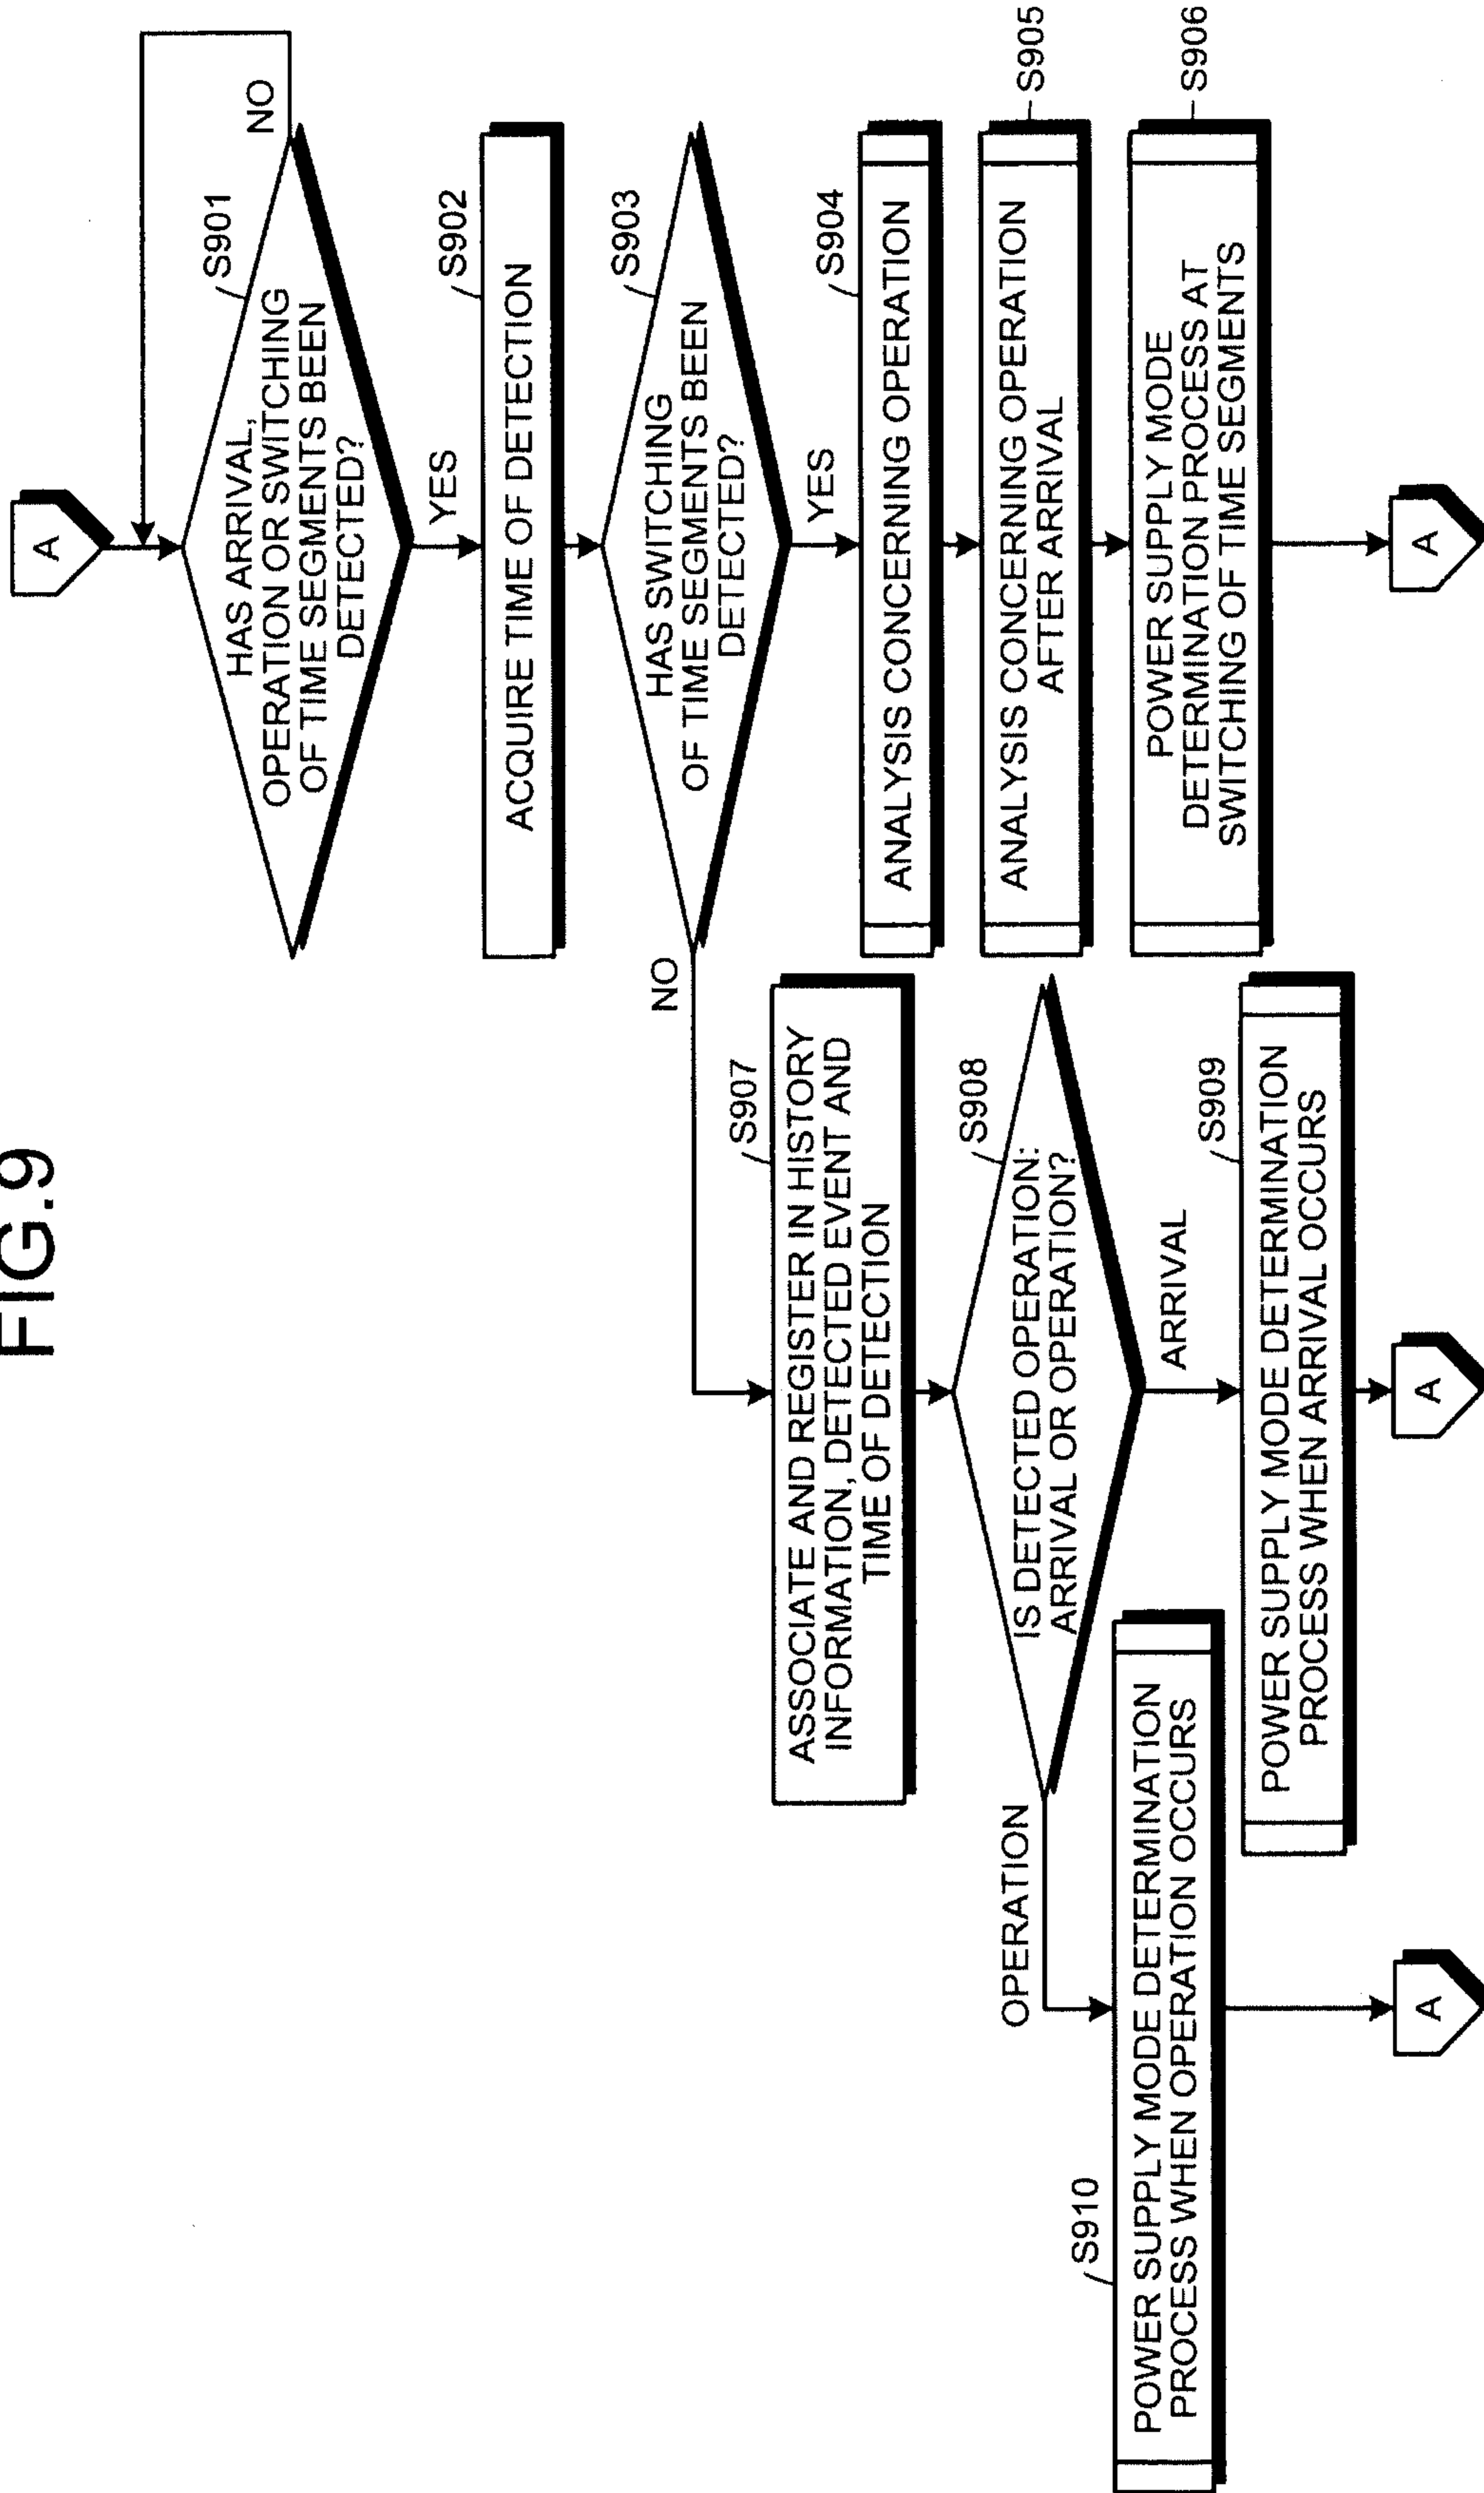 FIG.9
A
HAS ARRIVAL,
OPERATION OR SWITCHING
OF TIME SEGMENTS BEEN
DETECTED?
S901
NO
YES
S902
ACQUIRE TIME OF DETECTION
S903
HAS SWITCHING
OF TIME SEGMENTS BEEN
DETECTED?
NO
YES
S904
ANALYSIS CONCERNING OPERATION
S905
ANALYSIS CONCERNING OPERATION
AFTER ARRIVAL
S906
POWER SUPPLY MODE
DETERMINATION PROCESS AT
SWITCHING OF TIME SEGMENTS
A
S907
ASSOCIATE AND REGISTER IN HISTORY
INFORMATION, DETECTED EVENT AND
TIME OF DETECTION
S908
IS DETECTED OPERATION:
ARRIVAL OR OPERATION?
ARRIVAL
S909
POWER SUPPLY MODE DETERMINATION
PROCESS WHEN ARRIVAL OCCURS
A
OPERATION
S910
POWER SUPPLY MODE DETERMINATION
PROCESS WHEN OPERATION OCCURS
A